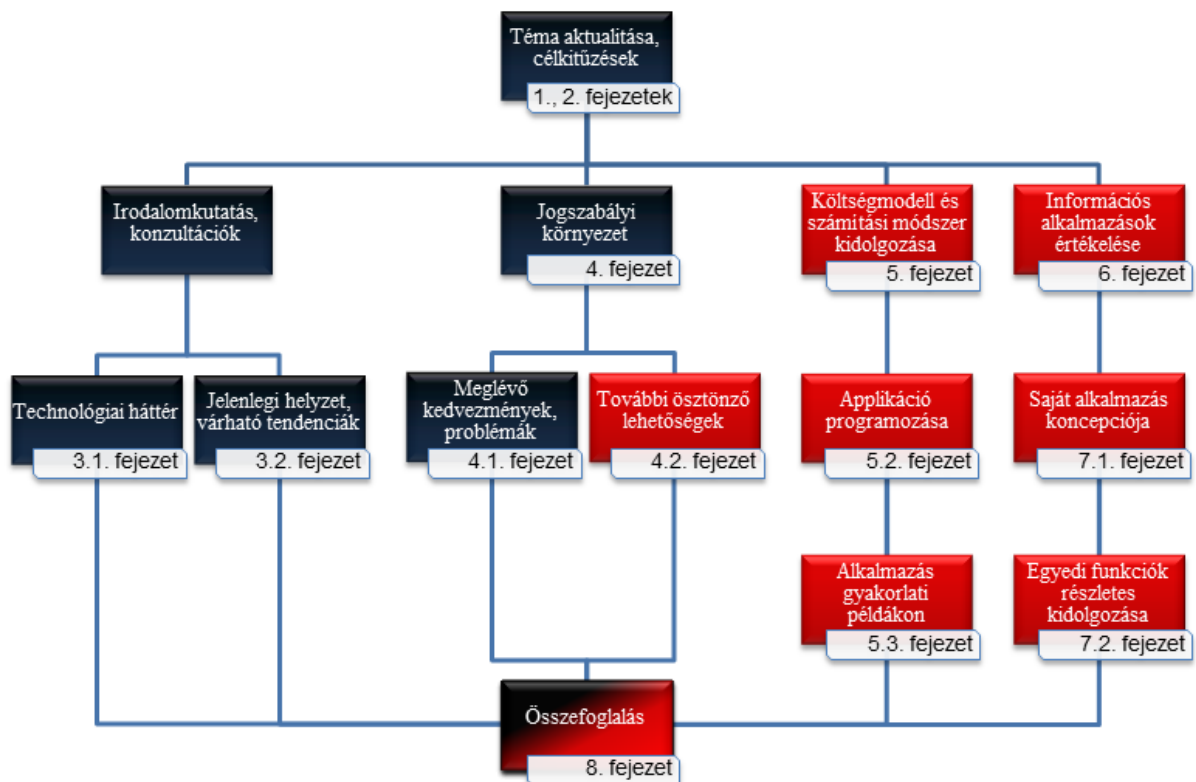 Téma aktualitása,
célkitűzések
1., 2. fejezetek
Irodalomkutatás,
konzultációk
Jogszabályi
környezet
4. fejezet
Költségmodell és
számítási módszer
kidolgozása
5. fejezet
Információs
alkalmazások
értékelése
6. fejezet
Technológiai háttér
3.1. fejezet
Jelenlegi helyzet,
várható tendenciák
3.2. fejezet
Meglévő
kedvezmények,
problémák
4.1. fejezet
További ösztönző
lehetőségek
4.2. fejezet
Applikáció
programozása
5.2. fejezet
Saját alkalmazás
koncepciója
7.1. fejezet
Alkalmazás
gyakorlati
példákon
5.3. fejezet
Egyedi funkciók
részletes
kidolgozása
7.2. fejezet
Összefoglalás
8. fejezet